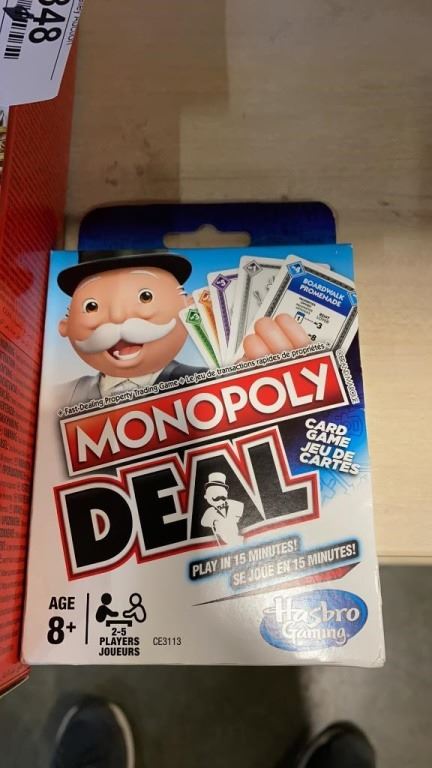 348
BOARDWALK
PROMENADE
Fast-Dealing Property Trading Game • Le jeu de transactions rapides de propriétés
MONOPOLY
DEAL
CARD
GAME
JEU DE
CARTES
PLAY IN 15 MINUTES!
SE JOUE EN 15 MINUTES!
AGE
8+
2-5
PLAYERS
JOUEURS
CE3113
Hasbro
Gaming